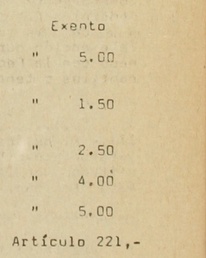 Exento
" 5.00
" 1.50
" 2.50
" 4.00
" 5.00
Artículo 221,-